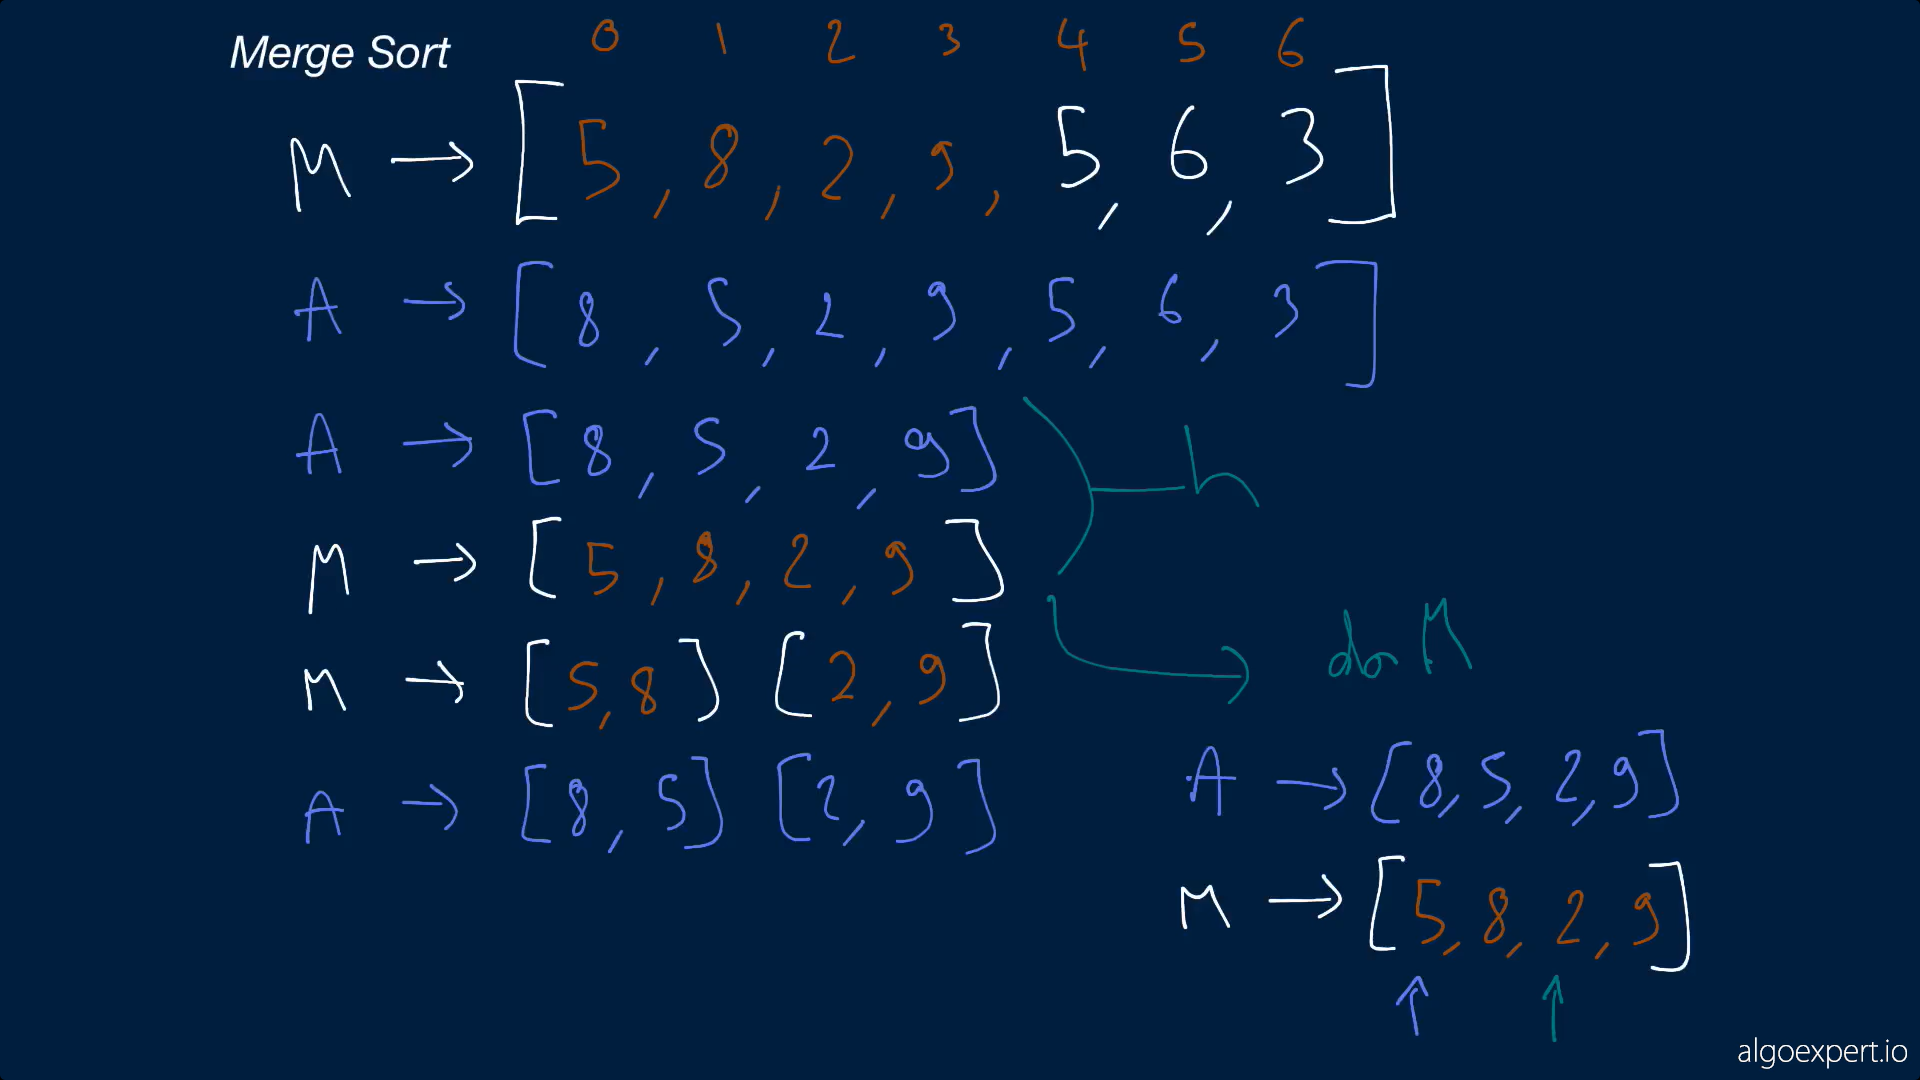 Merge Sort
0 1 2 3 4 5 6
M → [5, 8, 2, 9, 5, 6, 3]
A → [8, 5, 2, 9, 5, 6, 3]
A → [8, 5, 2, 9]
h
M → [5, 8, 2, 9]
M → [5, 8] [2, 9]
do M
A → [8, 5] [2, 9]
A → [8, 5, 2, 9]
M → [5, 8, 2, 9]
algoexpert.io